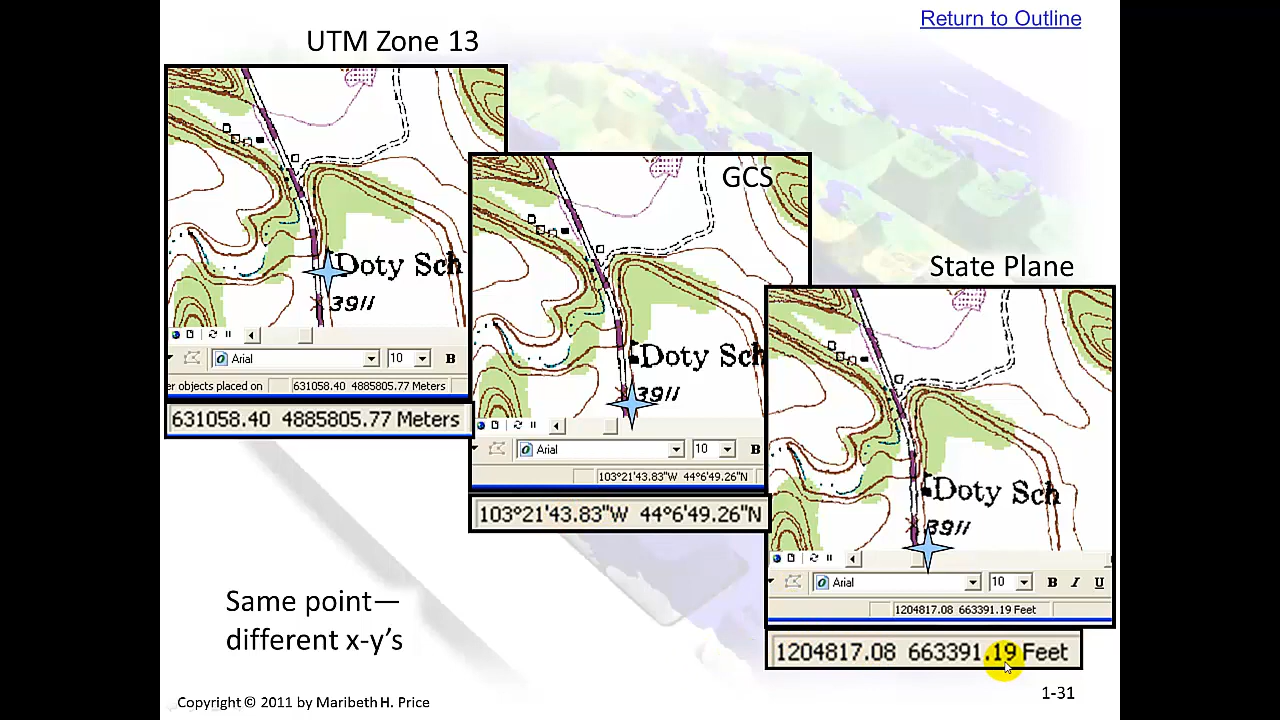 Return to Outline
UTM Zone 13
Doty Sch
3911
Arial 10 B
er objects placed on 631058.40 4885805.77 Meters
631058.40 4885805.77 Meters
GCS
Doty Sch
3911
Arial 10 B
103°21'43.83"W 44°6'49.26"N
103°21'43.83"W 44°6'49.26"N
State Plane
Doty Sch
3911
Arial 10 B I U
1204817.08 663391.19 Feet
1204817.08 663391.19 Feet
Same point—
different x-y's
Copyright © 2011 by Maribeth H. Price
1-31